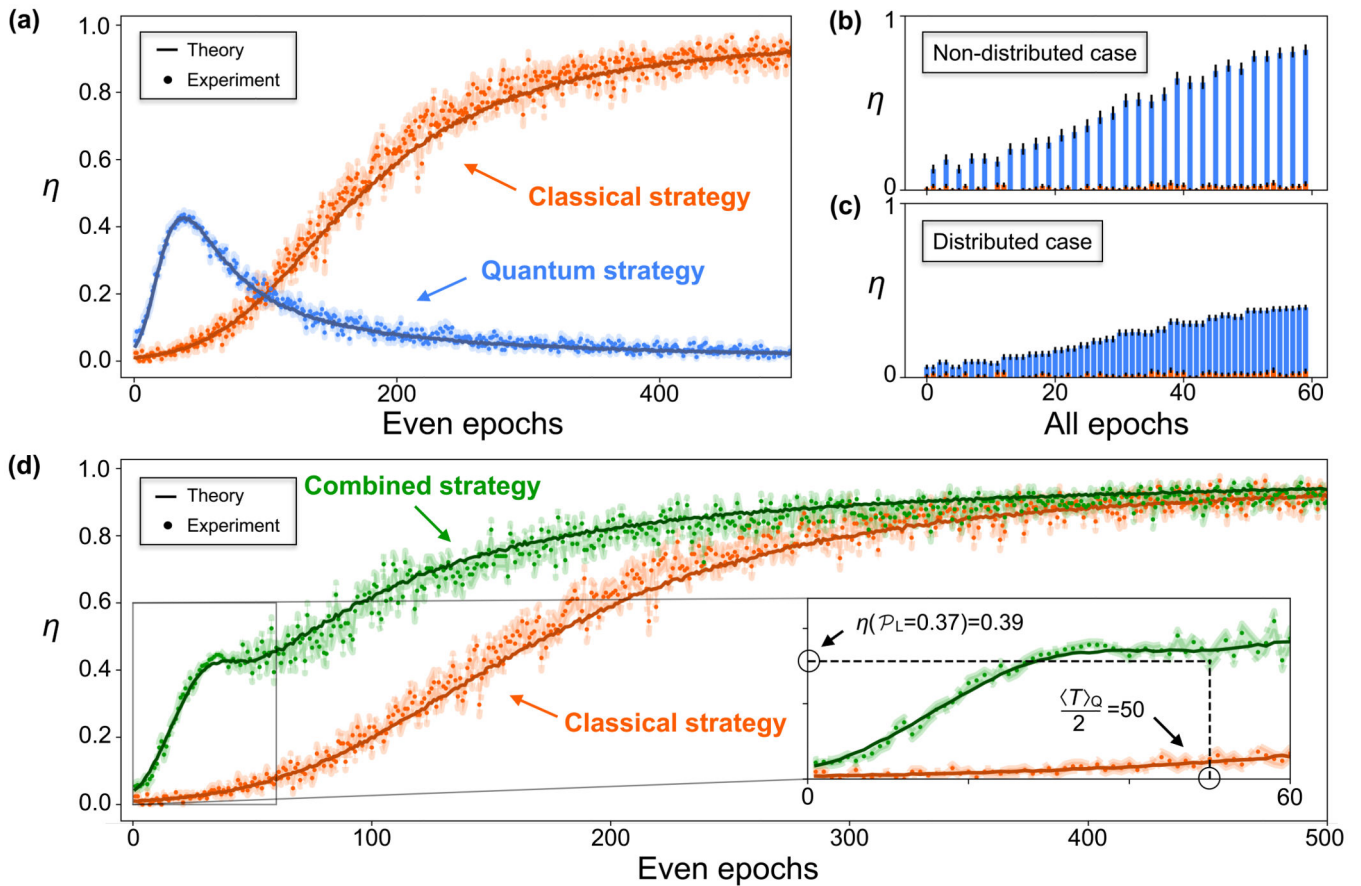 (a)
1.0
0.8
0.6
0.4
0.2
0.0
η
Theory
Experiment
Classical strategy
Quantum strategy
0
200
400
Even epochs
(b)
1
0
η
Non-distributed case
(c)
1
0
η
Distributed case
0
20
40
60
All epochs
(d)
1.0
0.8
0.6
0.4
0.2
0.0
η
Theory
Experiment
Combined strategy
Classical strategy
η(𝒫L=0.37)=0.39
⟨T⟩Q
2 =50
0
60
0
100
200
300
400
500
Even epochs